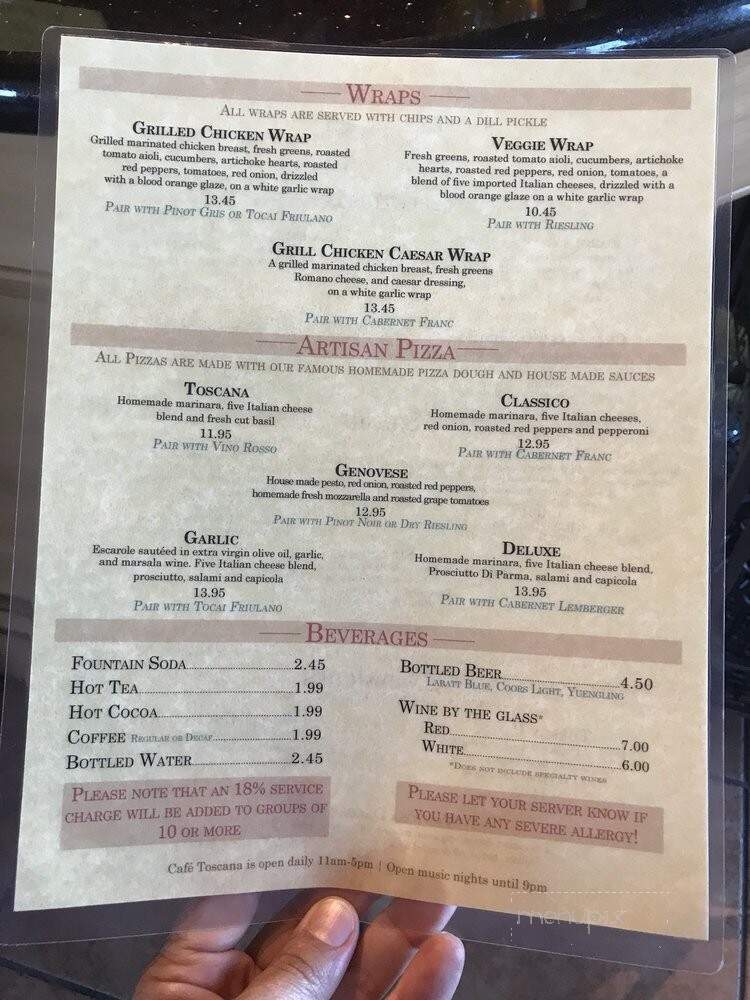 Wraps
All wraps are served with chips and a dill pickle
Grilled Chicken Wrap
Grilled marinated chicken breast, fresh greens, roasted
tomato aioli, cucumbers, artichoke hearts, roasted
red peppers, tomatoes, red onion, drizzled
with a blood orange glaze, on a white garlic wrap
13.45
Pair with Pinot Gris or Tocai Friulano
Veggie Wrap
Fresh greens, roasted tomato aioli, cucumbers, artichoke
hearts, roasted red peppers, red onion, tomatoes, a
blend of five imported Italian cheeses, drizzled with a
blood orange glaze on a white garlic wrap
10.45
Pair with Riesling
Grill Chicken Caesar Wrap
A grilled marinated chicken breast, fresh greens
Romano cheese, and caesar dressing,
on a white garlic wrap
13.45
Pair with Cabernet Franc
Artisan Pizza
All Pizzas are made with our famous homemade pizza dough and house made sauces
Toscana
Homemade marinara, five Italian cheese
blend and fresh cut basil
11.95
Pair with Vino Rosso
Classico
Homemade marinara, five Italian cheeses,
red onion, roasted red peppers and pepperoni
12.95
Pair with Cabernet Franc
Genovese
House made pesto, red onion, roasted red peppers,
homemade fresh mozzarella and roasted grape tomatoes
12.95
Pair with Pinot Noir or Dry Riesling
Garlic
Escarole sautéed in extra virgin olive oil, garlic,
and marsala wine. Five Italian cheese blend,
prosciutto, salami and capicola
13.95
Pair with Tocai Friulano
Deluxe
Homemade marinara, five Italian cheese blend,
Prosciutto Di Parma, salami and capicola
13.95
Pair with Cabernet Lemberger
Beverages
Fountain Soda 2.45
Hot Tea 1.99
Hot Cocoa 1.99
Coffee Regular or Decaf 1.99
Bottled Water 2.45
Bottled Beer 4.50
Labatt Blue, Coors Light, Yuengling
Wine by the glass*
Red 7.00
White 6.00
*Does not include specialty wines
Please note that an 18% service
charge will be added to groups of
10 or more
Please let your server know if
you have any severe allergy!
Café Toscana is open daily 11am-5pm | Open music nights until 9pm
menupix